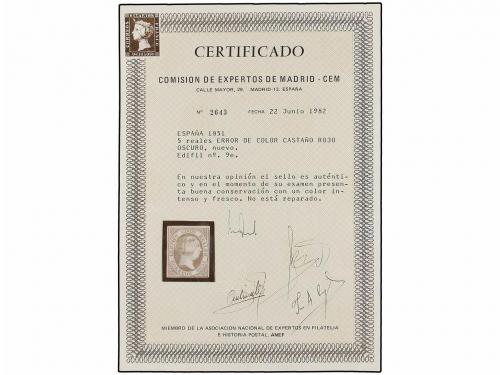 CERTIFICADO
COMISION DE EXPERTOS DE MADRID - CEM
CALLE MAYOR, 29. MADRID-13. ESPAÑA
Nº 2643 FECHA 22 Junio 1982
ESPAÑA 1851
5 reales ERROR DE COLOR CASTAÑO ROJO
OSCURO, nuevo.
Edifil nº. 9e.
En nuestra opinión el sello es auténti
co y en el momento de su examen presen
ta buena conservación con un color in
tenso y fresco. No está reparado.
MIEMBRO DE LA ASOCIACION NACIONAL DE EXPERTOS EN FILATELIA
E HISTORIA POSTAL. ANEF